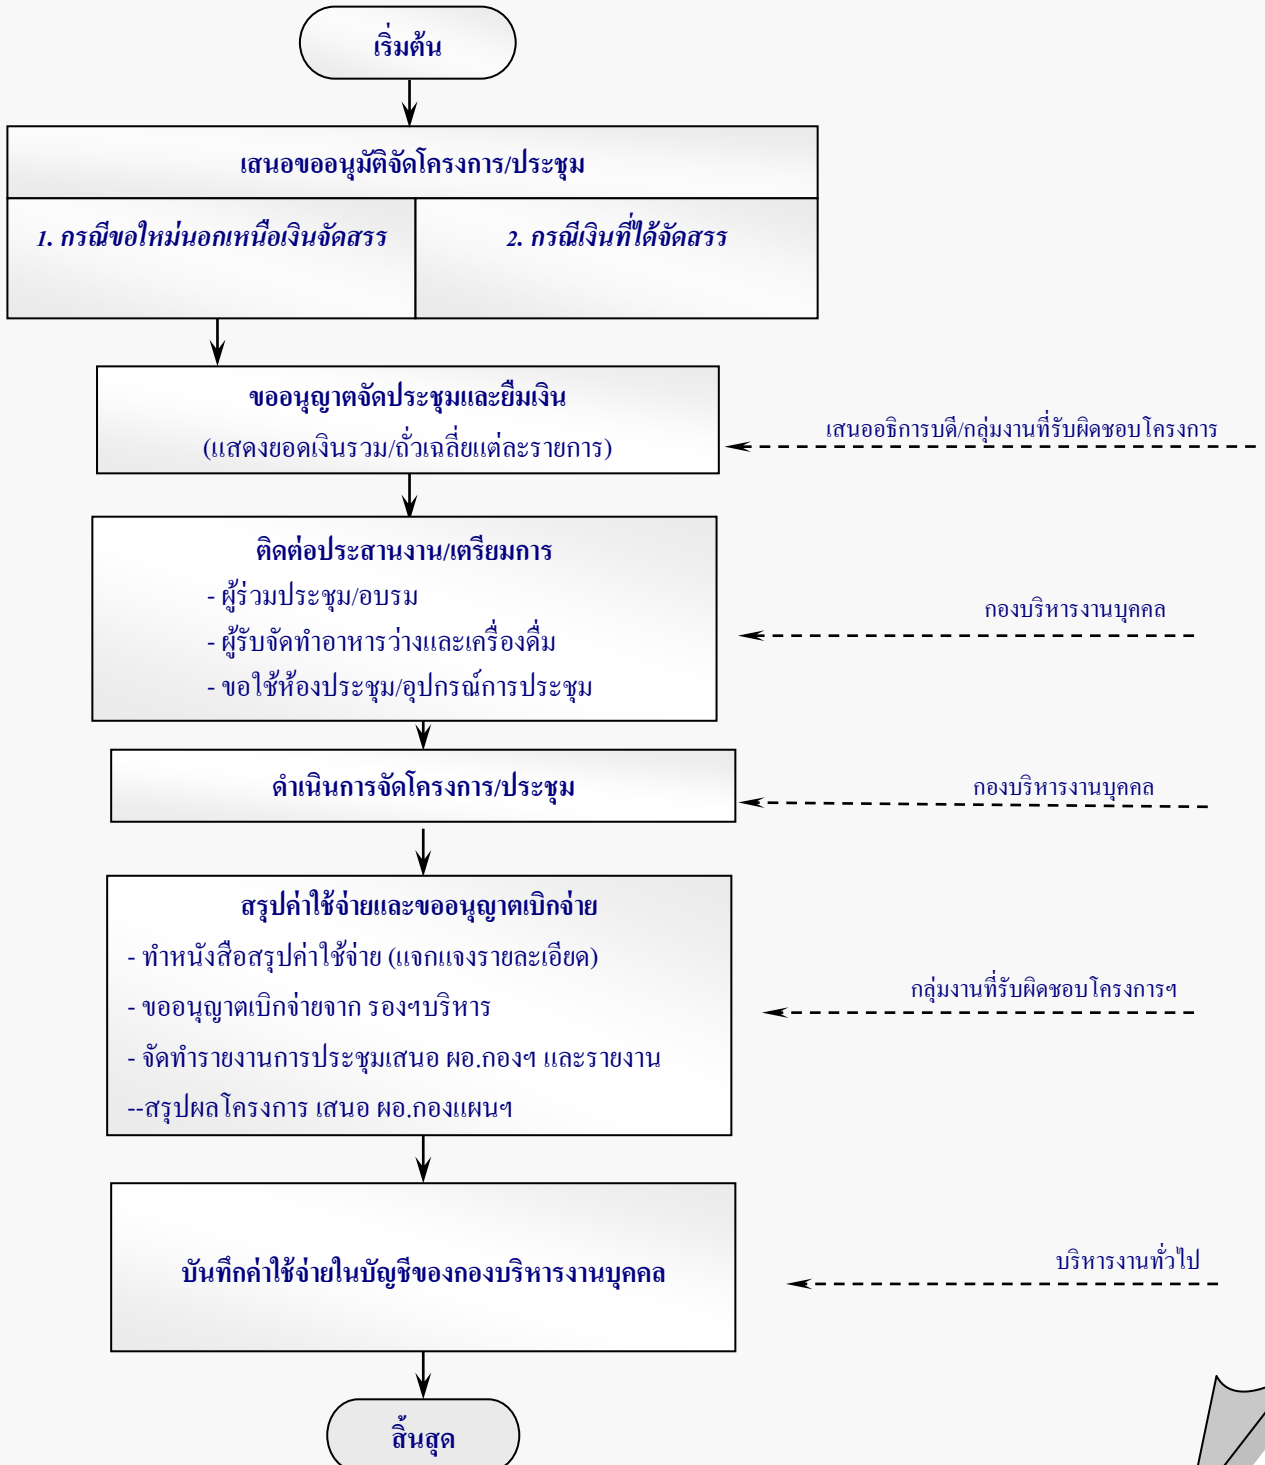 เริ่มต้น
เสนอขออนุมัติจัดโครงการ/ประชุม
1. กรณีขอใหม่นอกเหนือเงินจัดสรร
2. กรณีเงินที่ได้จัดสรร
ขออนุญาตจัดประชุมและยืมเงิน
(แสดงยอดเงินรวม/ถั่วเฉลี่ยแต่ละรายการ)
เสนออธิการบดี/กลุ่มงานที่รับผิดชอบโครงการ
ติดต่อประสานงาน/เตรียมการ
- ผู้ร่วมประชุม/อบรม
- ผู้รับจัดทำอาหารว่างและเครื่องดื่ม
- ขอใช้ห้องประชุม/อุปกรณ์การประชุม
กองบริหารงานบุคคล
ดำเนินการจัดโครงการ/ประชุม
กองบริหารงานบุคคล
สรุปค่าใช้จ่ายและขออนุญาตเบิกจ่าย
- ทำหนังสือสรุปค่าใช้จ่าย (แจกแจงรายละเอียด)
- ขออนุญาตเบิกจ่ายจาก รองฯบริหาร
- จัดทำรายงานการประชุมเสนอ ผอ.กองฯ และรายงาน
--สรุปผลโครงการ เสนอ ผอ.กองแผนฯ
กลุ่มงานที่รับผิดชอบโครงการฯ
บันทึกค่าใช้จ่ายในบัญชีของกองบริหารงานบุคคล
บริหารงานทั่วไป
สิ้นสุด